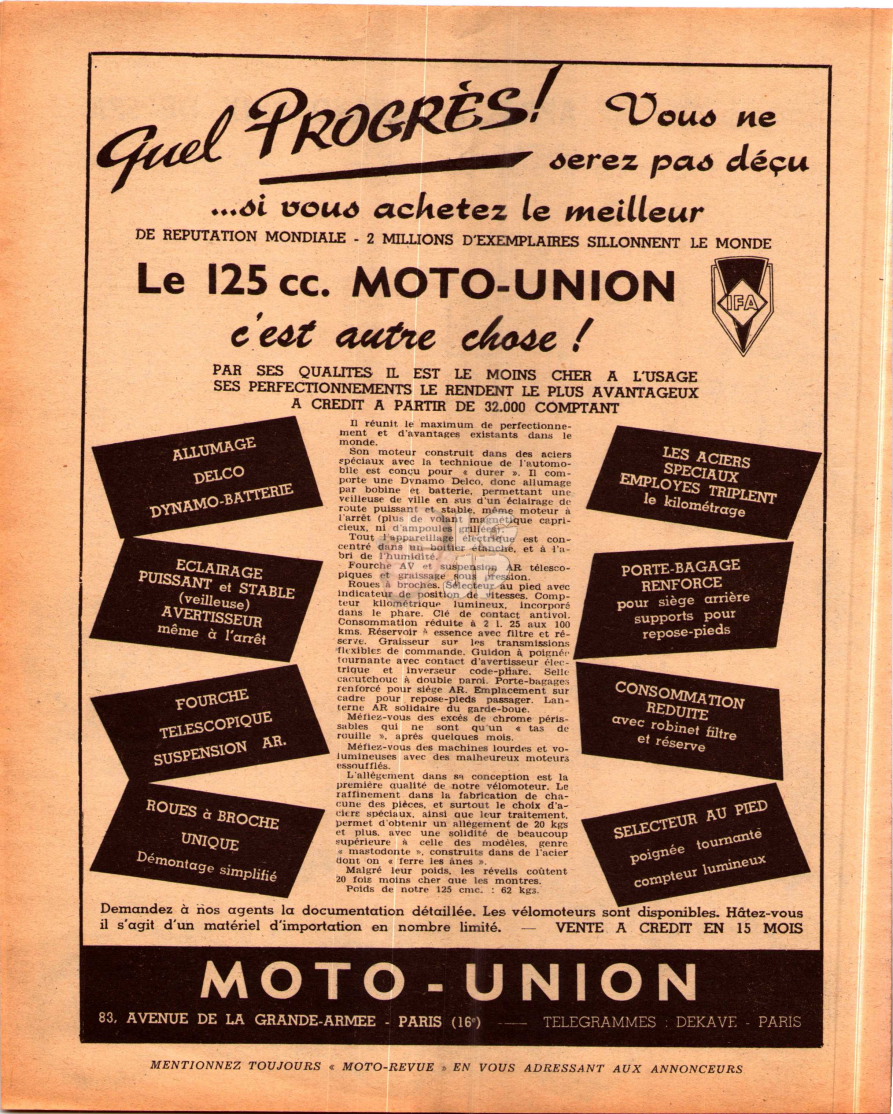 Quel PROGRÈS! Vous ne
serez pas déçu
...si vous achetez le meilleur
DE REPUTATION MONDIALE - 2 MILLIONS D'EXEMPLAIRES SILLONNENT LE MONDE
Le 125 cc. MOTO-UNION
IFA
c'est autre chose !
PAR SES QUALITES IL EST LE MOINS CHER A L'USAGE
SES PERFECTIONNEMENTS LE RENDENT LE PLUS AVANTAGEUX
A CREDIT A PARTIR DE 32.000 COMPTANT
ALLUMAGE
DELCO
DYNAMO-BATTERIE
ECLAIRAGE
PUISSANT et STABLE
(veilleuse)
AVERTISSEUR
même à l'arrêt
FOURCHE
TELESCOPIQUE
SUSPENSION AR.
ROUES à BROCHE
UNIQUE
Démontage simplifié
Il réunit le maximum de perfectionne-
ment et d'avantages existants dans le
monde.
Son moteur construit dans des aciers
spéciaux avec la technique de l'automo-
bile est conçu pour « durer ». Il com-
porte une Dynamo Delco, donc allumage
par bobine et batterie, permettant une
veilleuse de ville en sus d'un éclairage de
route puissant et stable, même moteur à
l'arrêt (plus de volant magnétique capri-
cieux, ni d'ampoules grillées).
Tout l'appareillage électrique est con-
centré dans un boîtier étanche, et à l'a-
bri de l'humidité.
Fourche AV et suspension AR télesco-
piques et graissage sous pression.
Roues à broches. Sélecteur au pied avec
indicateur de position de vitesses. Comp-
teur kilométrique lumineux, incorporé
dans le phare. Clé de contact antivol.
Consommation réduite à 2 l. 25 aux 100
kms. Réservoir à essence avec filtre et ré-
serve. Graisseur sur les transmissions
flexibles de commande. Guidon à poignée
tournante avec contact d'avertisseur élec-
trique et inverseur code-phare. Selle
caoutchouc à double paroi. Porte-bagages
renforcé pour siège AR. Emplacement sur
cadre pour repose-pieds passager. Lan-
terne AR solidaire du garde-boue.
Méfiez-vous des excès de chrome péris-
sables qui ne sont qu'un « tas de
rouille », après quelques mois.
Méfiez-vous des machines lourdes et vo-
lumineuses avec des malheureux moteurs
essoufflés.
L'allégement dans sa conception est la
première qualité de notre vélomoteur. Le
raffinement dans la fabrication de cha-
cune des pièces, et surtout le choix d'a-
ciers spéciaux, ainsi que leur traitement,
permet d'obtenir un allégement de 20 kgs
et plus, avec une solidité de beaucoup
supérieure à celle des modèles, genre
« mastodonte », construits dans de l'acier
dont on « ferre les ânes ».
Malgré leur poids, les réveils coûtent
20 fois moins cher que les montres.
Poids de notre 125 cmc. : 62 kgs.
LES ACIERS
SPECIAUX
EMPLOYES TRIPLENT
le kilométrage
PORTE-BAGAGE
RENFORCE
pour siège arrière
supports pour
repose-pieds
CONSOMMATION
REDUITE
avec robinet filtre
et réserve
SELECTEUR AU PIED
poignée tournante
compteur lumineux
Demandez à nos agents la documentation détaillée. Les vélomoteurs sont disponibles. Hâtez-vous
il s'agit d'un matériel d'importation en nombre limité. — VENTE A CREDIT EN 15 MOIS
MOTO-UNION
83, AVENUE DE LA GRANDE-ARMEE - PARIS (16e) — TELEGRAMMES : DEKAVE - PARIS
MENTIONNEZ TOUJOURS « MOTO-REVUE » EN VOUS ADRESSANT AUX ANNONCEURS